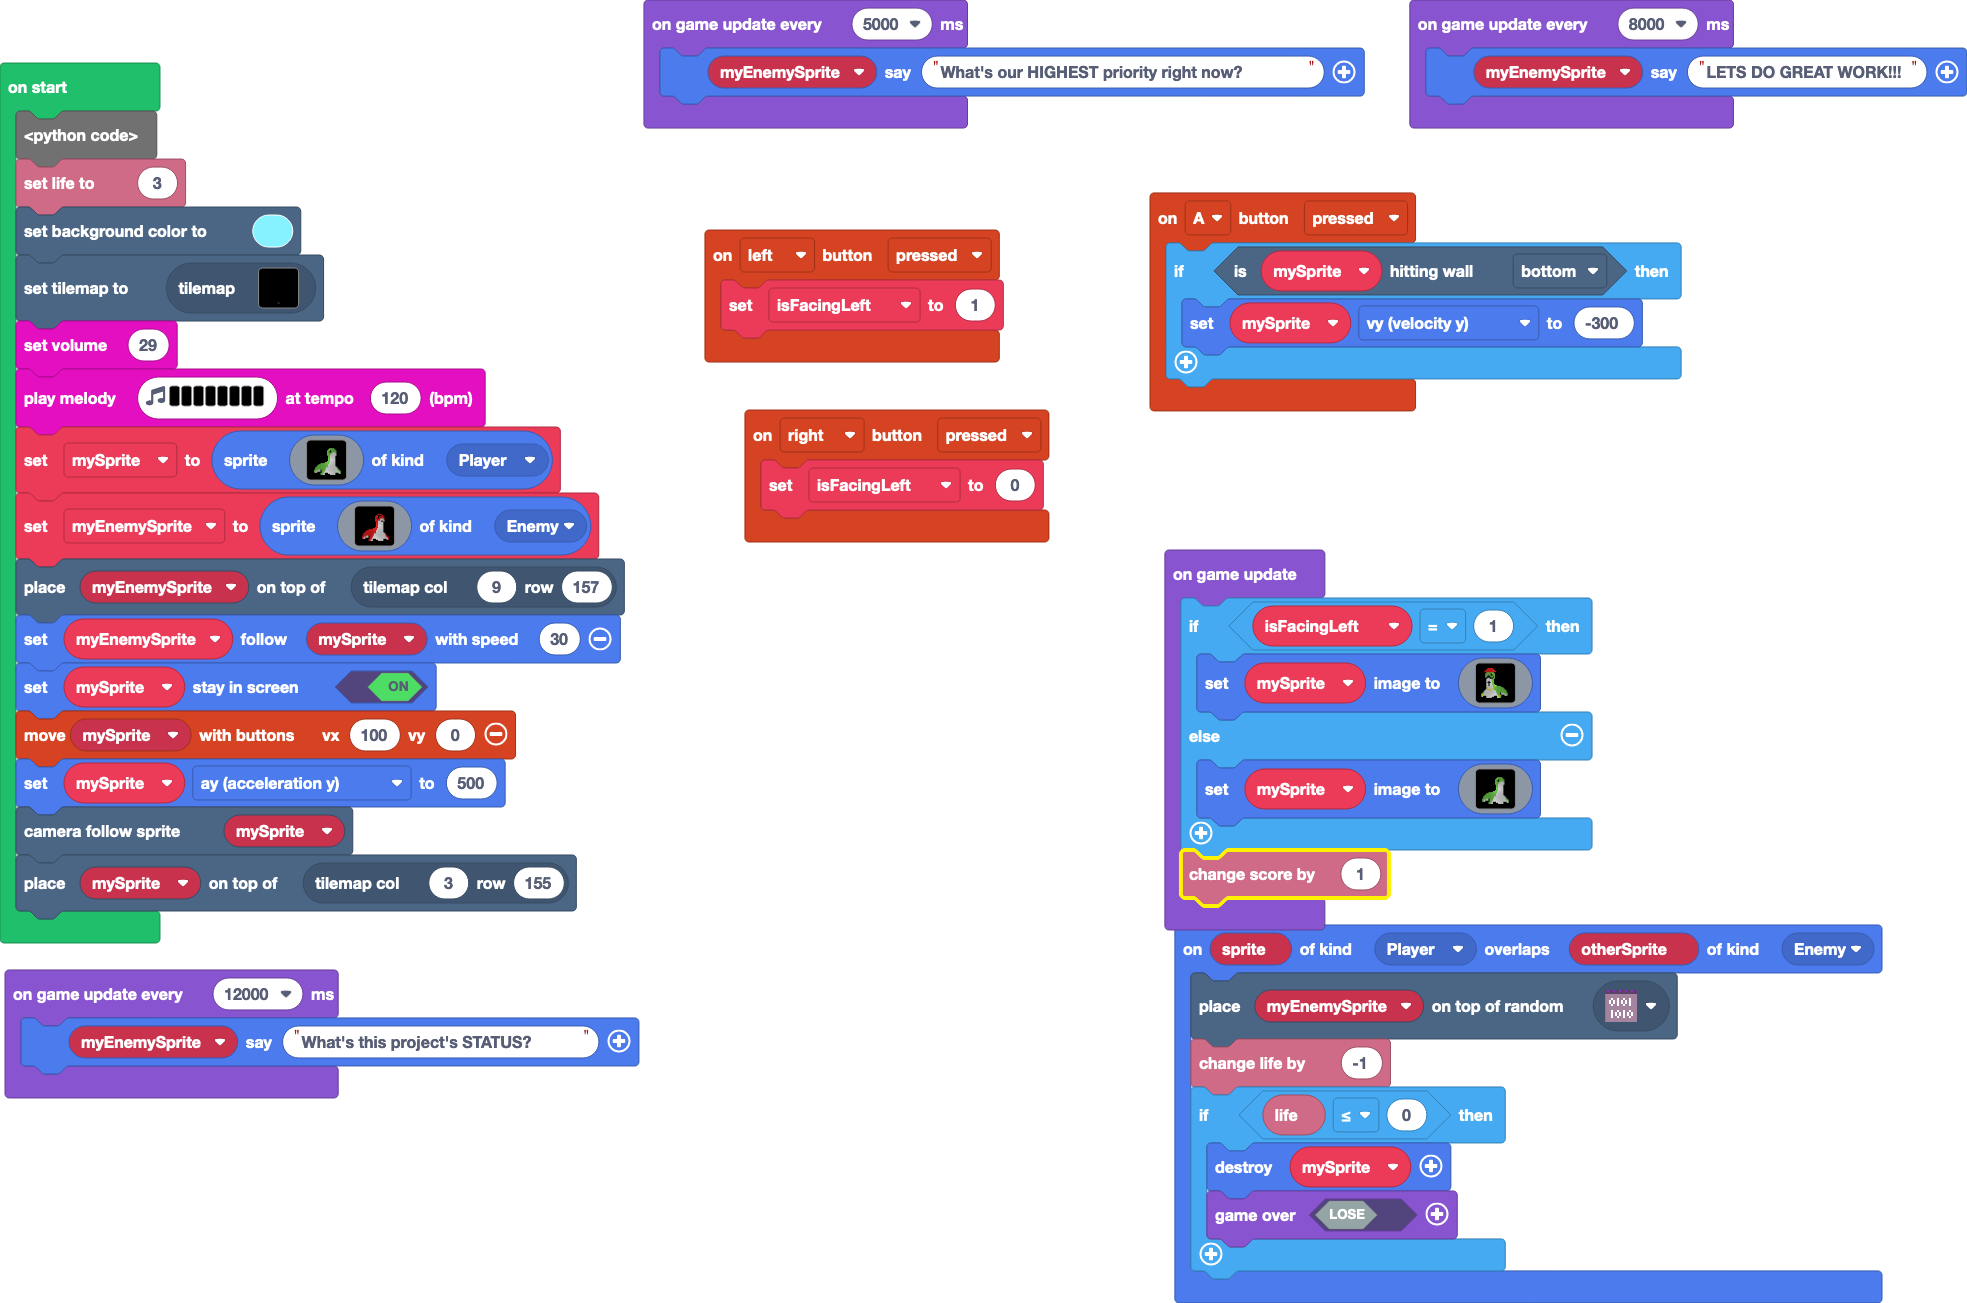 on start
<python code>
set life to 3
set background color to
set tilemap to tilemap
set volume 29
play melody at tempo 120 (bpm)
set mySprite to sprite of kind Player
set myEnemySprite to sprite of kind Enemy
place myEnemySprite on top of tilemap col 9 row 157
set myEnemySprite follow mySprite with speed 30
set mySprite stay in screen ON
move mySprite with buttons vx 100 vy 0
set mySprite ay (acceleration y) to 500
camera follow sprite mySprite
place mySprite on top of tilemap col 3 row 155
on game update every 12000 ms
myEnemySprite say "What's this project's STATUS? "
on game update every 5000 ms
myEnemySprite say "What's our HIGHEST priority right now? "
on game update every 8000 ms
myEnemySprite say "LETS DO GREAT WORK!!! "
on left button pressed
set isFacingLeft to 1
on right button pressed
set isFacingLeft to 0
on A button pressed
if is mySprite hitting wall bottom then
set mySprite vy (velocity y) to -300
on game update
if isFacingLeft = 1 then
set mySprite image to
else
set mySprite image to
change score by 1
on sprite of kind Player overlaps otherSprite of kind Enemy
place myEnemySprite on top of random
change life by -1
if life ≤ 0 then
destroy mySprite
game over LOSE